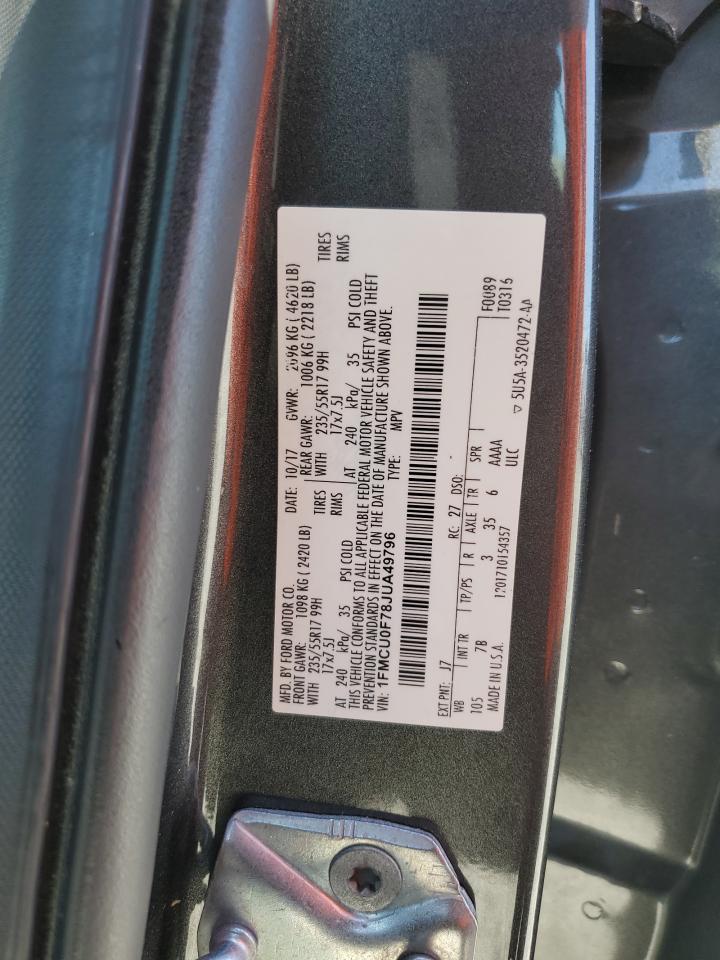 MFD. BY FORD MOTOR CO. DATE: 10/17 GVWR: 2096 KG ( 4620 LB)
FRONT GAWR: 1098 KG ( 2420 LB) REAR GAWR: 1006 KG ( 2218 LB)
WITH 235/55R17 99H TIRES WITH 235/55R17 99H TIRES
17x7.5J RIMS 17x7.5J RIMS
AT 240 kPa/ 35 PSI COLD AT 240 kPa/ 35 PSI COLD
THIS VEHICLE CONFORMS TO ALL APPLICABLE FEDERAL MOTOR VEHICLE SAFETY AND THEFT
PREVENTION STANDARDS IN EFFECT ON THE DATE OF MANUFACTURE SHOWN ABOVE.
VIN: 1FMCU0F78JUA49796 TYPE: MPV
EXT PNT: J7 RC: 27 DSO: F0089
WB INT TR TP/PS R AXLE TR SPR T0316
105 7B 3 35 6 AAAA
MADE IN U.S.A. 1201710154357 ULC
▽ 5U5A-3520472-AA